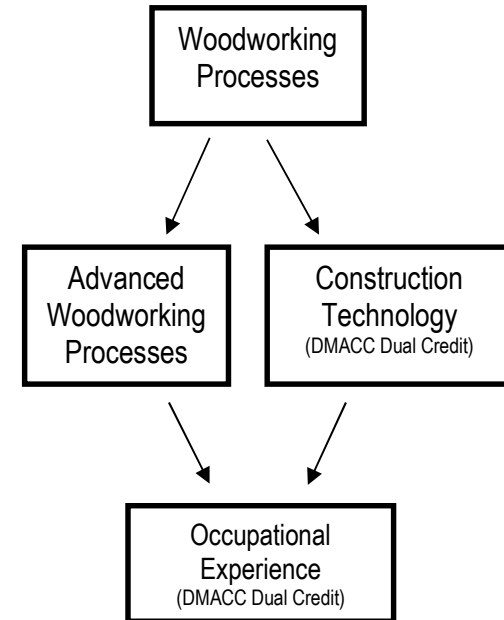 Woodworking
Processes
Advanced
Woodworking
Processes
Construction
Technology
(DMACC Dual Credit)
Occupational
Experience
(DMACC Dual Credit)